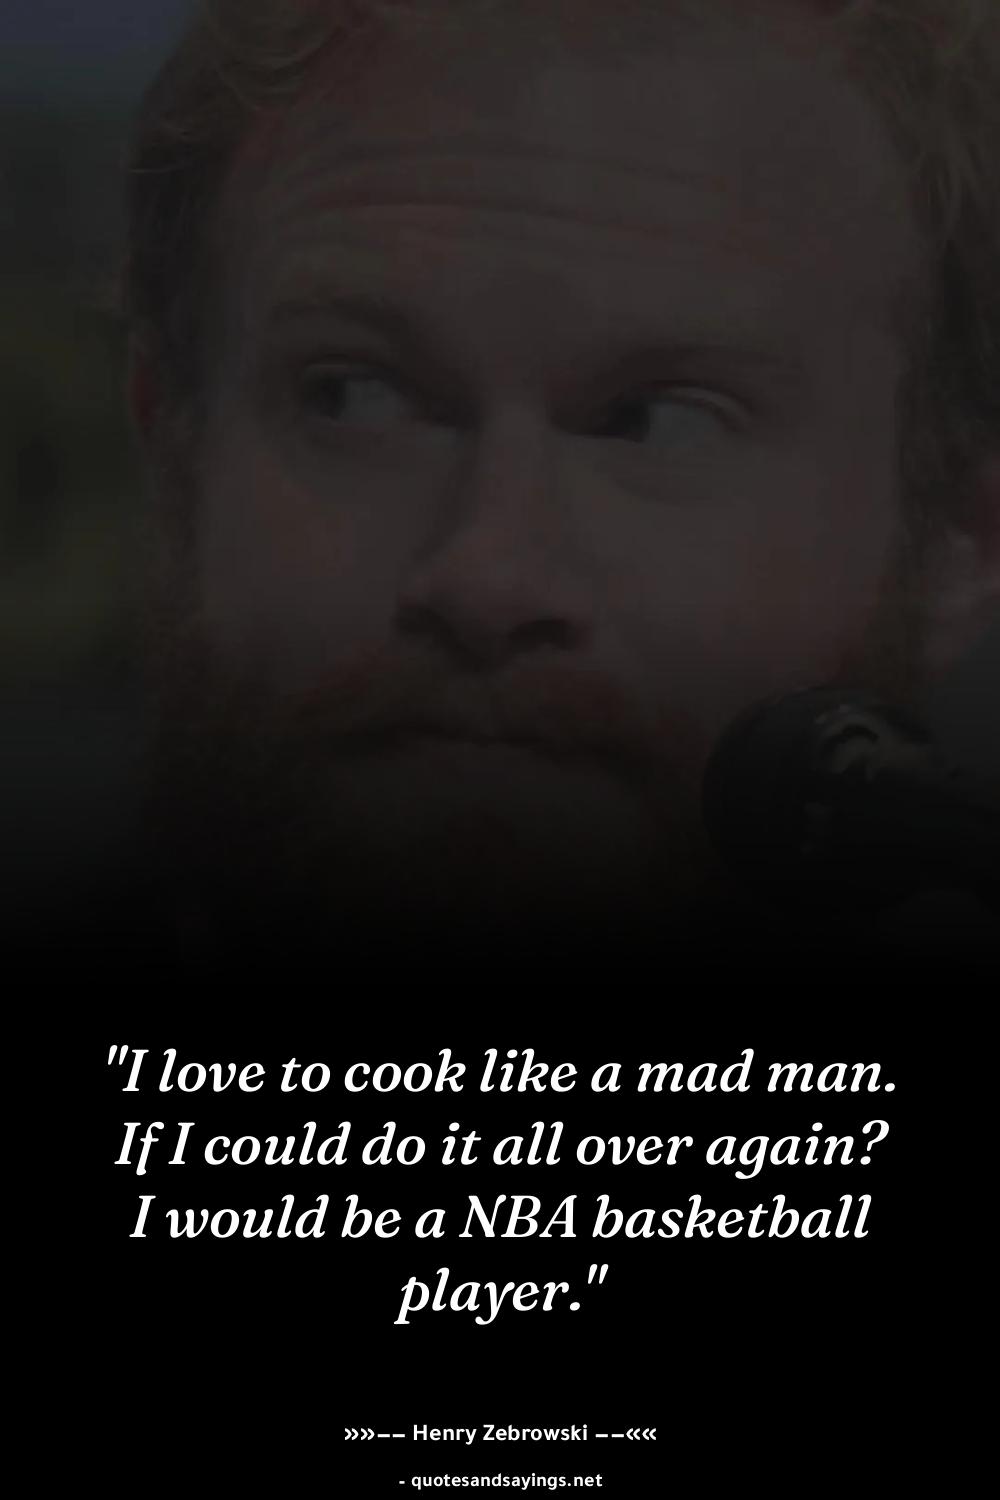 "I love to cook like a mad man.
If I could do it all over again?
I would be a NBA basketball
player."
»»−− Henry Zebrowski −−««
- quotesandsayings.net